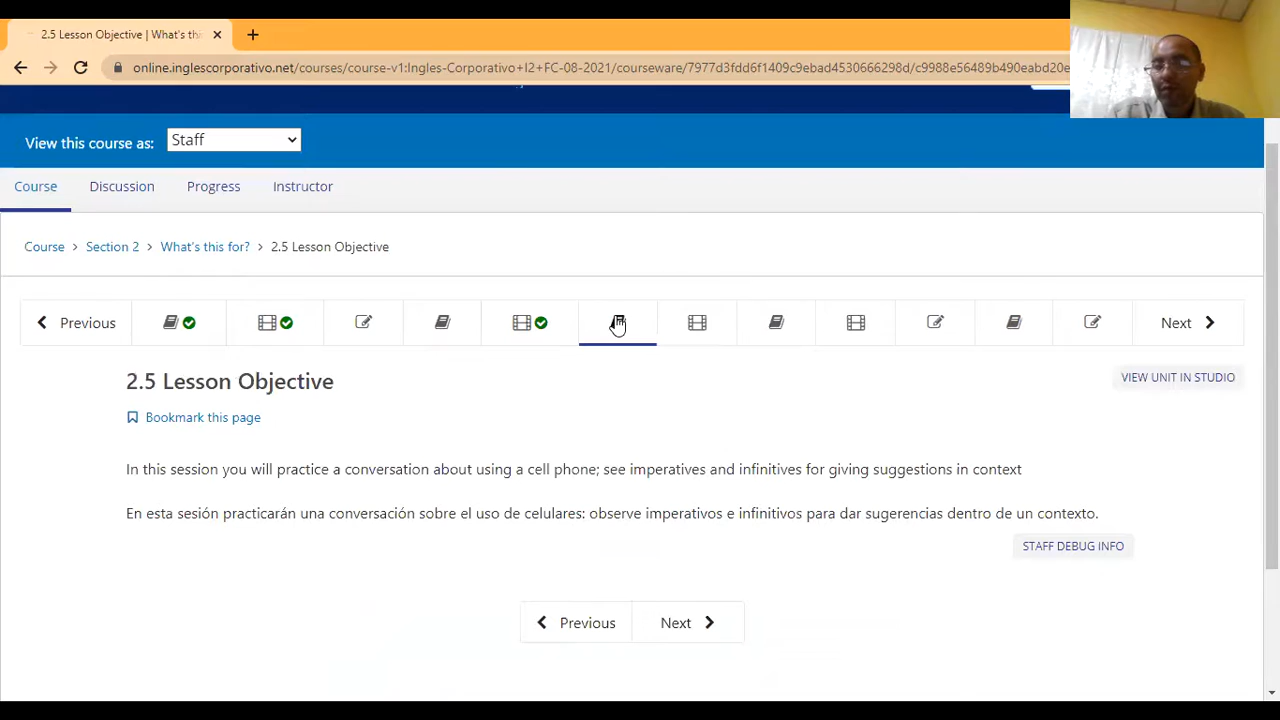 2.5 Lesson Objective | What's thi
online.inglescorporativo.net/courses/course-v1:Ingles-Corporativo+I2+FC-08-2021/courseware/7977d3fdd6f1409c9ebad4530666298d/c9988e56489b490eabd20e
View this course as: Staff
Course Discussion Progress Instructor
Course > Section 2 > What's this for? > 2.5 Lesson Objective
Previous Next
2.5 Lesson Objective
VIEW UNIT IN STUDIO
Bookmark this page
In this session you will practice a conversation about using a cell phone; see imperatives and infinitives for giving suggestions in context
En esta sesión practicarán una conversación sobre el uso de celulares: observe imperativos e infinitivos para dar sugerencias dentro de un contexto.
STAFF DEBUG INFO
Previous Next